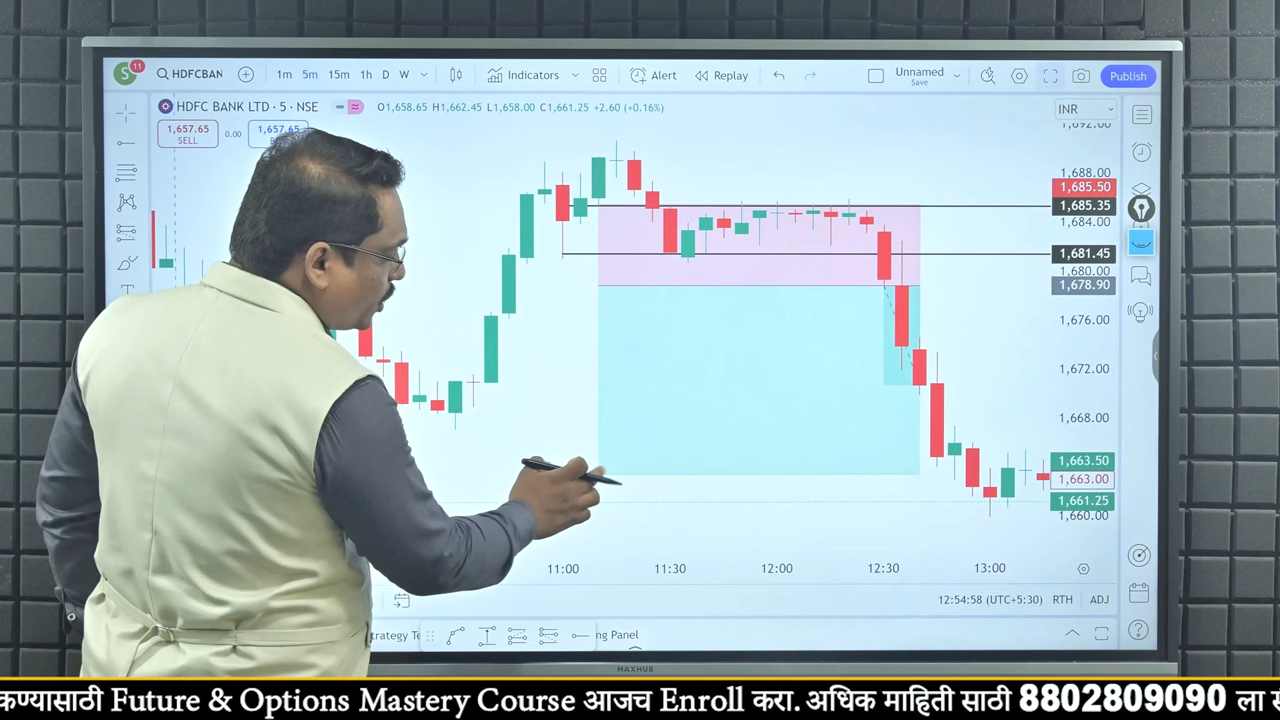 S 11 HDFCBAN 1m 5m 15m 1h D W Indicators Alert Replay Unnamed Save Publish
HDFC BANK LTD · 5 · NSE O1,658.65 H1,662.45 L1,658.00 C1,661.25 +2.60 (+0.16%) INR
1,692.00
1,657.65 SELL 0.00 1,657.65
1,688.00
1,685.50
1,685.35
1,684.00
1,681.45
1,680.00
1,678.90
1,676.00
1,672.00
1,668.00
1,663.50
1,663.00
1,661.25
1,660.00
11:00 11:30 12:00 12:30 13:00
12:54:58 (UTC+5:30) RTH ADJ
Panel
MAXHUB
Future & Options Mastery Course आजच Enroll करा. अधिक माहिती साठी 8802809090 ला